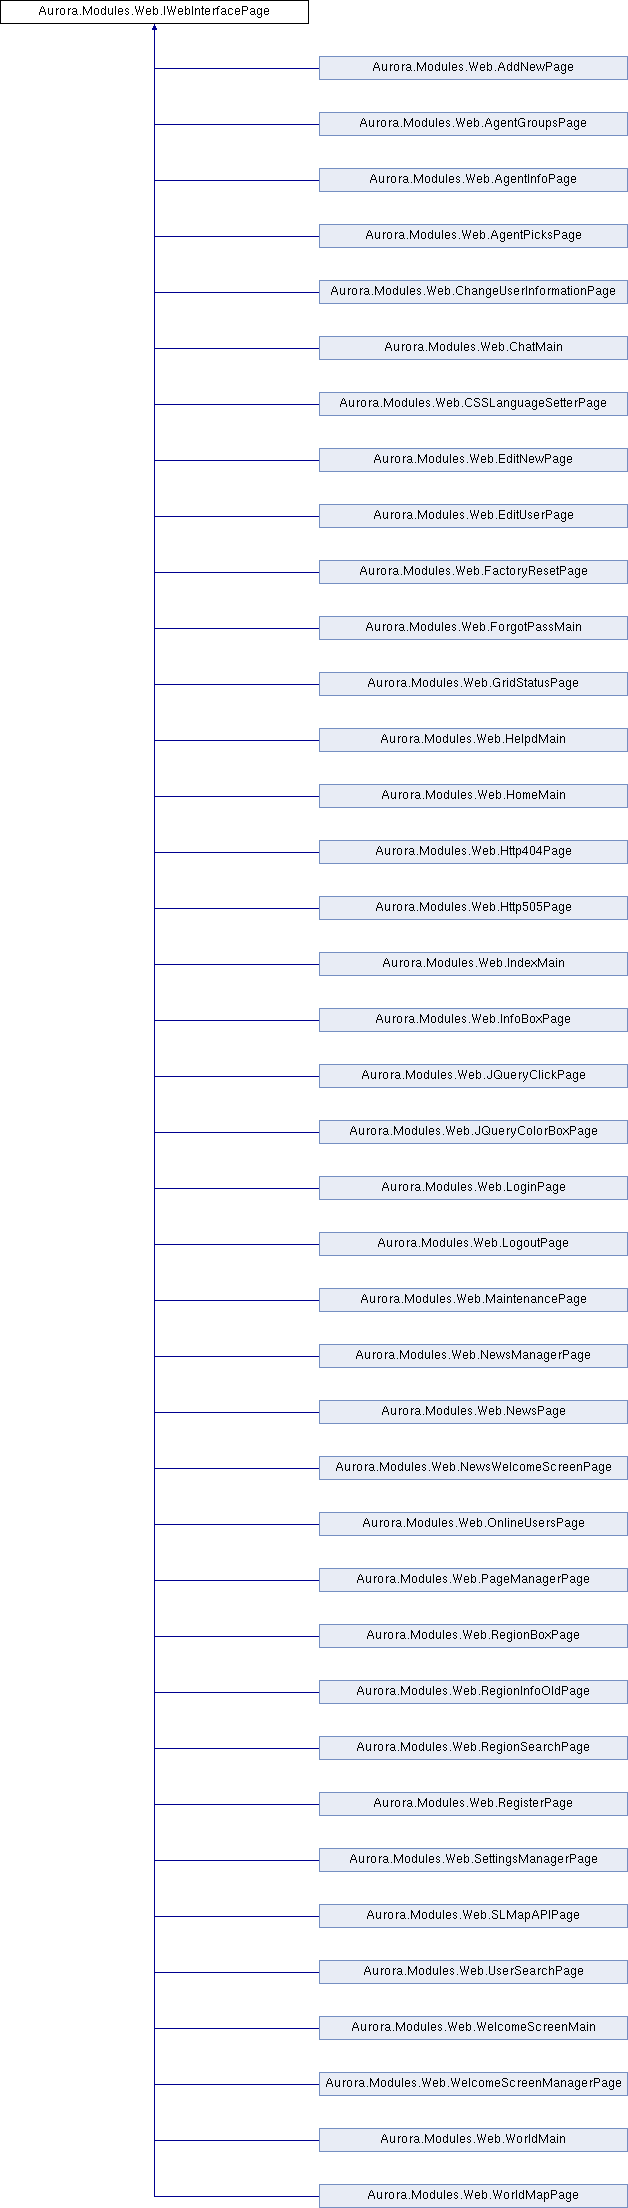 Aurora.Modules.Web.IWebInterfacePage
Aurora.Modules.Web.AddNewPage
Aurora.Modules.Web.AgentGroupsPage
Aurora.Modules.Web.AgentInfoPage
Aurora.Modules.Web.AgentPicksPage
Aurora.Modules.Web.ChangeUserInformationPage
Aurora.Modules.Web.ChatMain
Aurora.Modules.Web.CSSLanguageSetterPage
Aurora.Modules.Web.EditNewPage
Aurora.Modules.Web.EditUserPage
Aurora.Modules.Web.FactoryResetPage
Aurora.Modules.Web.ForgotPassMain
Aurora.Modules.Web.GridStatusPage
Aurora.Modules.Web.HelpdMain
Aurora.Modules.Web.HomeMain
Aurora.Modules.Web.Http404Page
Aurora.Modules.Web.Http505Page
Aurora.Modules.Web.IndexMain
Aurora.Modules.Web.InfoBoxPage
Aurora.Modules.Web.JQueryClickPage
Aurora.Modules.Web.JQueryColorBoxPage
Aurora.Modules.Web.LoginPage
Aurora.Modules.Web.LogoutPage
Aurora.Modules.Web.MaintenancePage
Aurora.Modules.Web.NewsManagerPage
Aurora.Modules.Web.NewsPage
Aurora.Modules.Web.NewsWelcomeScreenPage
Aurora.Modules.Web.OnlineUsersPage
Aurora.Modules.Web.PageManagerPage
Aurora.Modules.Web.RegionBoxPage
Aurora.Modules.Web.RegionInfoOldPage
Aurora.Modules.Web.RegionSearchPage
Aurora.Modules.Web.RegisterPage
Aurora.Modules.Web.SettingsManagerPage
Aurora.Modules.Web.SLMapAPIPage
Aurora.Modules.Web.UserSearchPage
Aurora.Modules.Web.WelcomeScreenMain
Aurora.Modules.Web.WelcomeScreenManagerPage
Aurora.Modules.Web.WorldMain
Aurora.Modules.Web.WorldMapPage